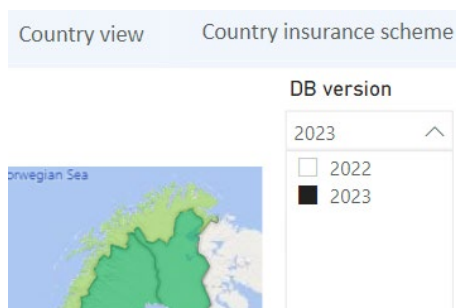 Country view
Country insurance scheme
DB version
2023
2022
2023
orwegian Sea